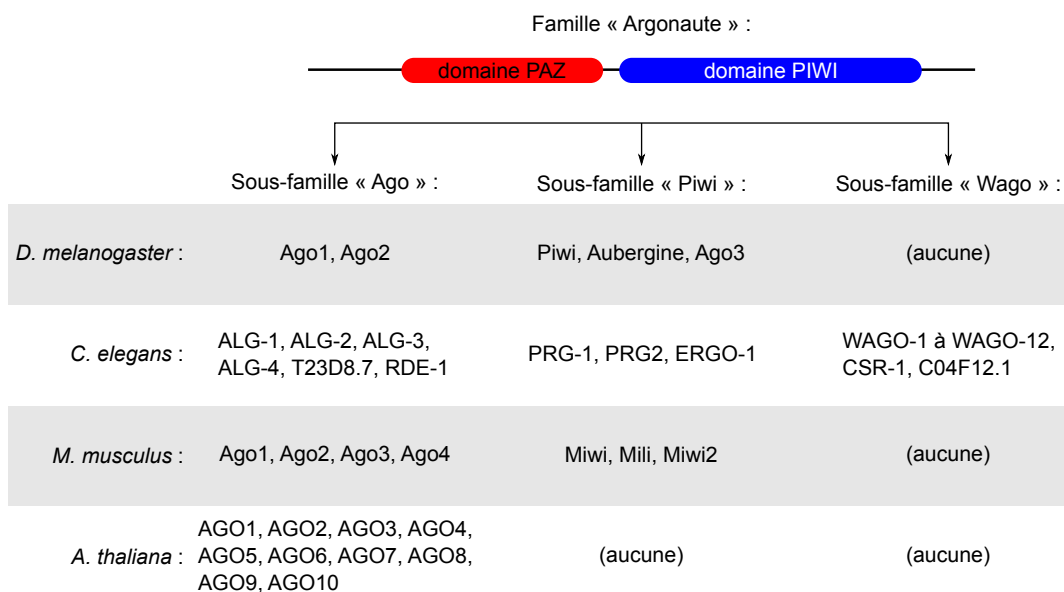 Famille « Argonaute » :
domaine PAZ
domaine PIWI
Sous-famille « Ago » :
Sous-famille « Piwi » :
Sous-famille « Wago » :
D. melanogaster :
Ago1, Ago2
Piwi, Aubergine, Ago3
(aucune)
C. elegans :
ALG-1, ALG-2, ALG-3,
ALG-4, T23D8.7, RDE-1
PRG-1, PRG2, ERGO-1
WAGO-1 à WAGO-12,
CSR-1, C04F12.1
M. musculus :
Ago1, Ago2, Ago3, Ago4
Miwi, Mili, Miwi2
(aucune)
A. thaliana :
AGO1, AGO2, AGO3, AGO4,
AGO5, AGO6, AGO7, AGO8,
AGO9, AGO10
(aucune)
(aucune)